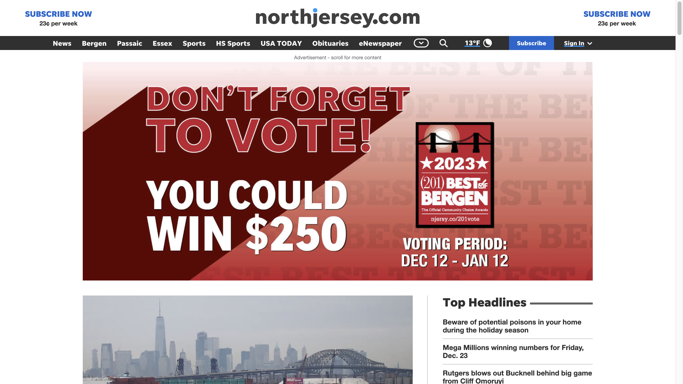 SUBSCRIBE NOW
23¢ per week
northjersey.com
SUBSCRIBE NOW
23¢ per week
News Bergen Passaic Essex Sports HS Sports USA TODAY Obituaries eNewspaper 13°F Subscribe Sign In
Advertisement - scroll for more content
DON'T FORGET
TO VOTE!
YOU COULD
WIN $250
2023
(201) BEST OF
BERGEN
The Official Community Choice Awards
njersy.co/201vote
VOTING PERIOD:
DEC 12 - JAN 12
Top Headlines
Beware of potential poisons in your home
during the holiday season
Mega Millions winning numbers for Friday,
Dec. 23
Rutgers blows out Bucknell behind big game
from Cliff Omoruyi